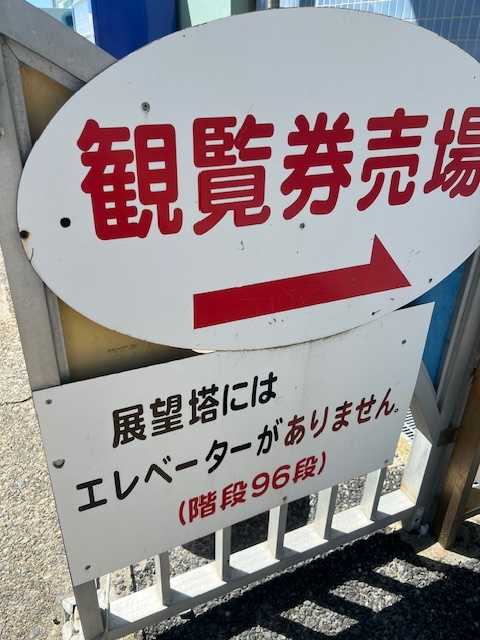 観覧券売場
展望塔には
エレベーターがありません。
(階段96段)